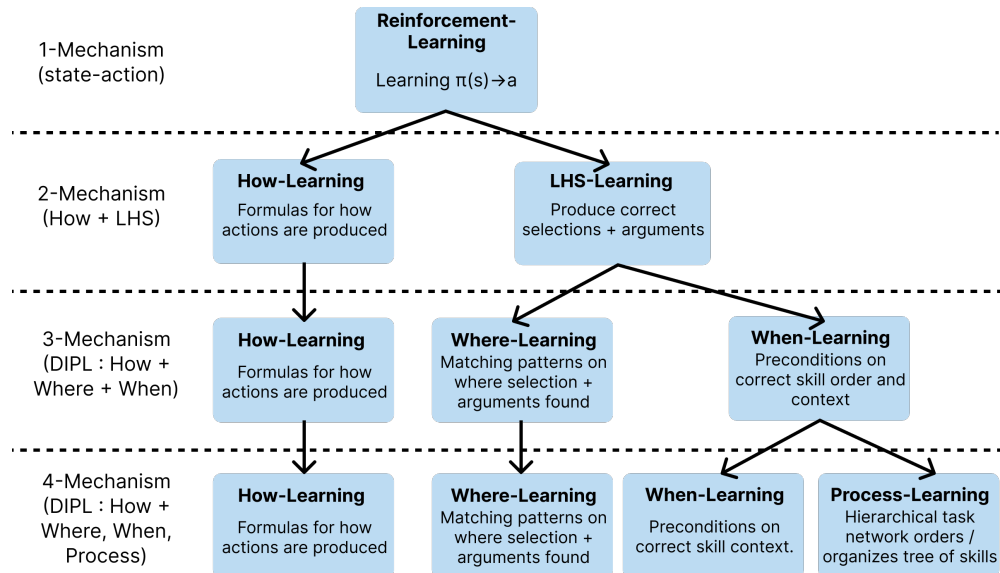 1-Mechanism
(state-action)
Reinforcement-
Learning
Learning π(s)→a
2-Mechanism
(How + LHS)
How-Learning
Formulas for how
actions are produced
LHS-Learning
Produce correct
selections + arguments
3-Mechanism
(DIPL : How +
Where + When)
How-Learning
Formulas for how
actions are produced
Where-Learning
Matching patterns on
where selection +
arguments found
When-Learning
Preconditions on
correct skill order and
context
4-Mechanism
(DIPL : How +
Where, When,
Process)
How-Learning
Formulas for how
actions are produced
Where-Learning
Matching patterns on
where selection +
arguments found
When-Learning
Preconditions on
correct skill context.
Process-Learning
Hierarchical task
network orders /
organizes tree of skills